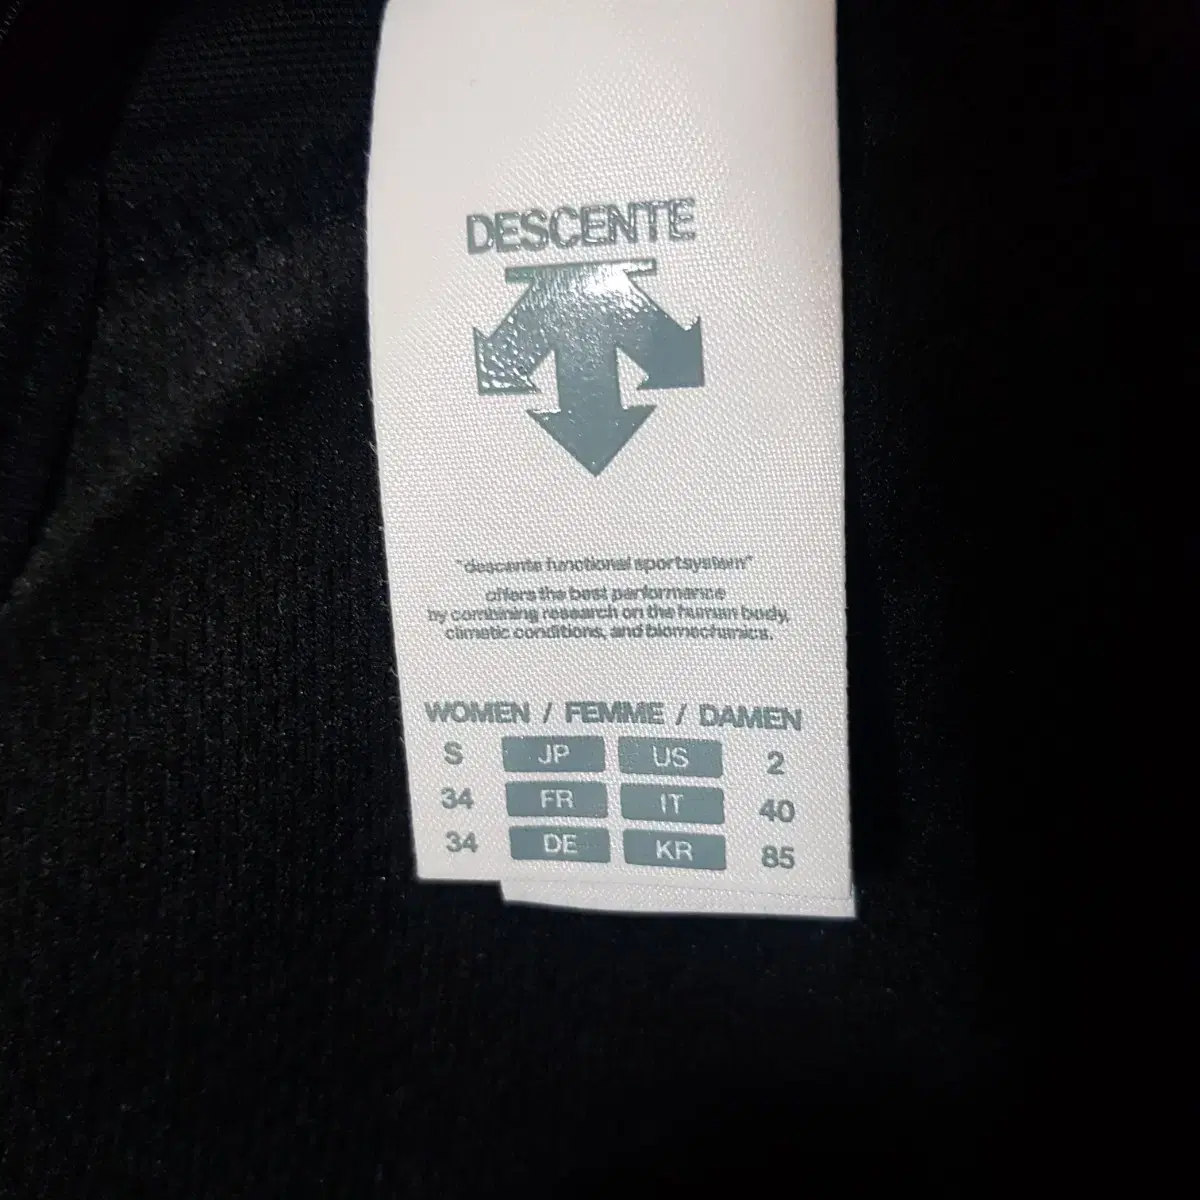 DESCENTE
"descente functional sportsystem"
offers the best performance
by combining research on the human body,
climatic conditions, and biomechanics.
WOMEN / FEMME / DAMEN
S JP US 2
34 FR IT 40
34 DE KR 85